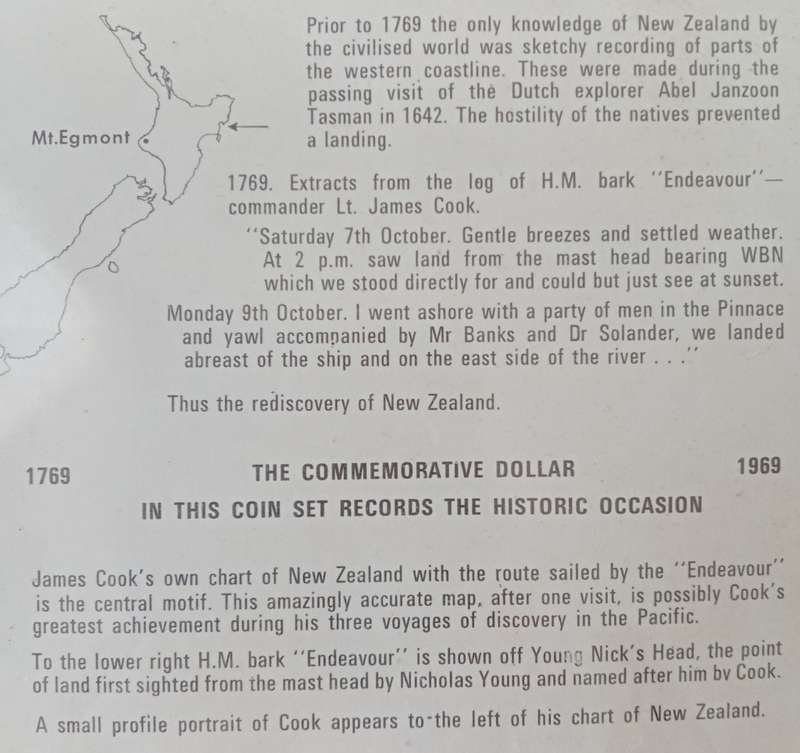 Prior to 1769 the only knowledge of New Zealand by
the civilised world was sketchy recording of parts of
the western coastline. These were made during the
passing visit of the Dutch explorer Abel Janzoon
Tasman in 1642. The hostility of the natives prevented
a landing.
Mt.Egmont
1769. Extracts from the log of H.M. bark "Endeavour"—
commander Lt. James Cook.
"Saturday 7th October. Gentle breezes and settled weather.
At 2 p.m. saw land from the mast head bearing WBN
which we stood directly for and could but just see at sunset.
Monday 9th October. I went ashore with a party of men in the Pinnace
and yawl accompanied by Mr Banks and Dr Solander, we landed
abreast of the ship and on the east side of the river . . ."
Thus the rediscovery of New Zealand.
1769 THE COMMEMORATIVE DOLLAR 1969
IN THIS COIN SET RECORDS THE HISTORIC OCCASION
James Cook's own chart of New Zealand with the route sailed by the "Endeavour"
is the central motif. This amazingly accurate map, after one visit, is possibly Cook's
greatest achievement during his three voyages of discovery in the Pacific.
To the lower right H.M. bark "Endeavour" is shown off Young Nick's Head, the point
of land first sighted from the mast head by Nicholas Young and named after him by Cook.
A small profile portrait of Cook appears to the left of his chart of New Zealand.